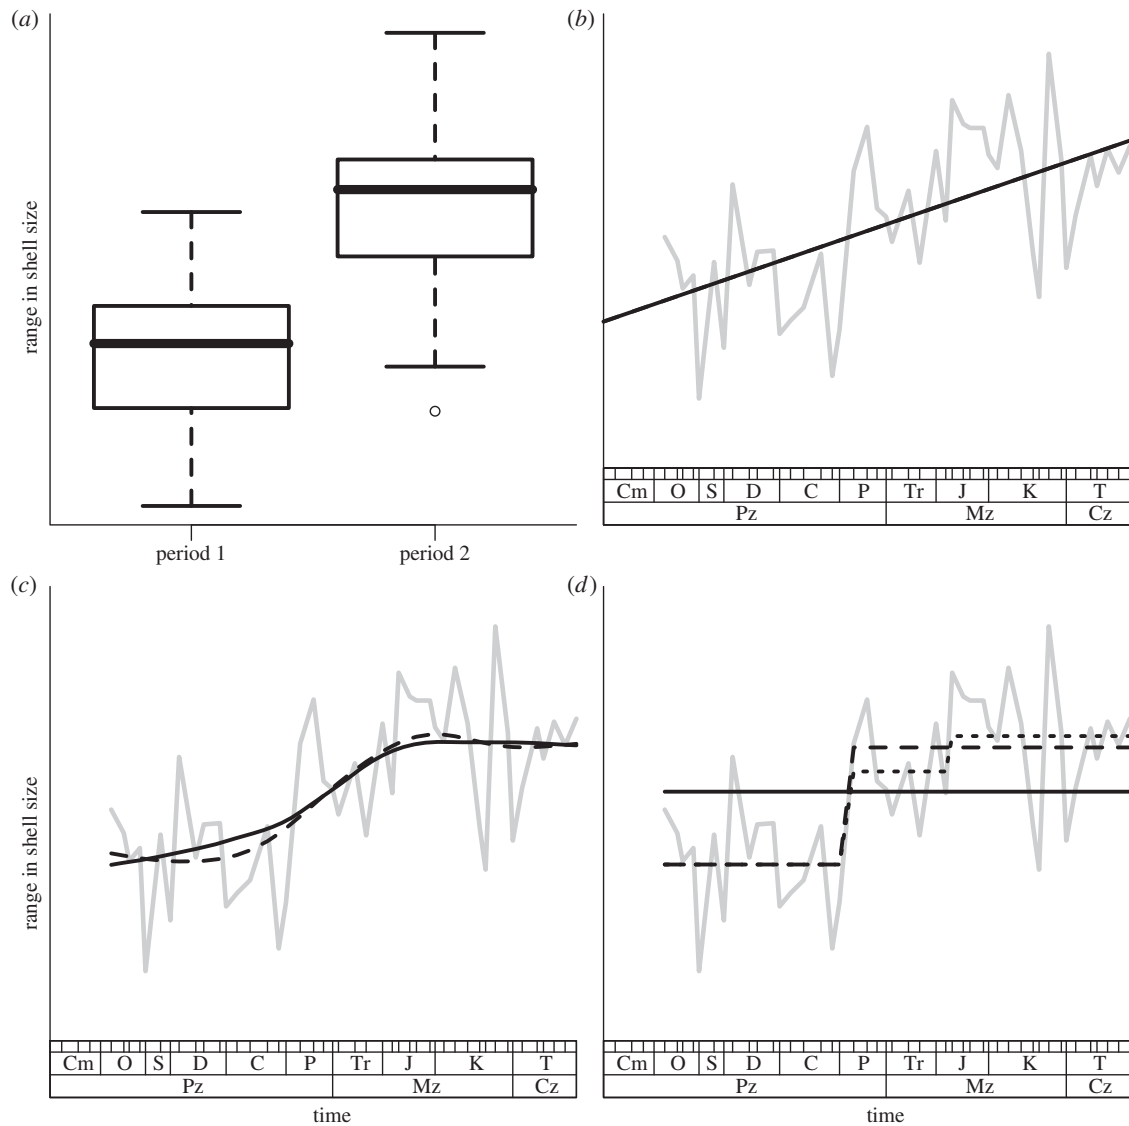 (a)
range in shell size
period 1 period 2
(b)
Cm O S D C P Tr J K T
Pz Mz Cz
(c)
range in shell size
Cm O S D C P Tr J K T
Pz Mz Cz
time
(d)
Cm O S D C P Tr J K T
Pz Mz Cz
time